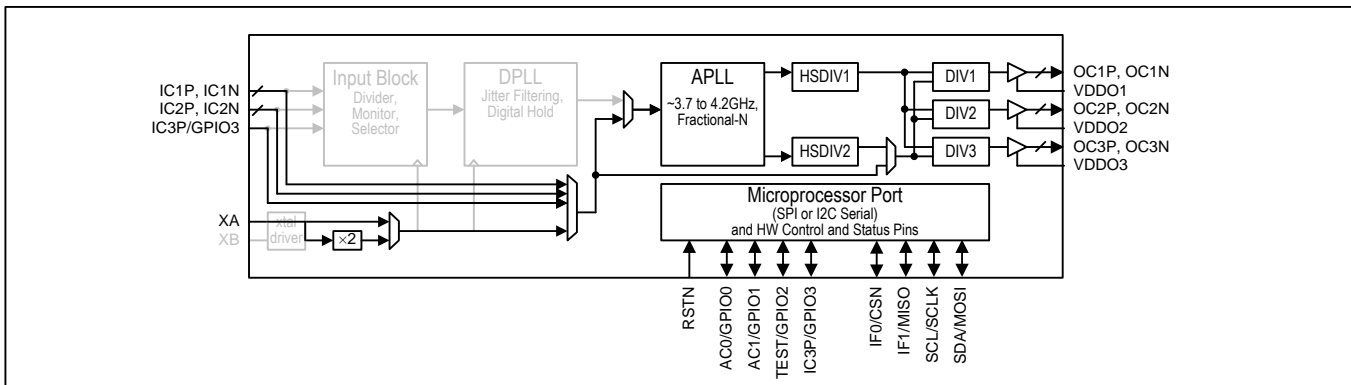 IC1P, IC1N
IC2P, IC2N
IC3P/GPIO3
XA
XB
xtal
driver
×2
Input Block
Divider,
Monitor,
Selector
DPLL
Jitter Filtering,
Digital Hold
APLL
~3.7 to 4.2GHz,
Fractional-N
HSDIV1
HSDIV2
DIV1
DIV2
DIV3
OC1P, OC1N
VDDO1
OC2P, OC2N
VDDO2
OC3P, OC3N
VDDO3
Microprocessor Port
(SPI or I2C Serial)
and HW Control and Status Pins
RSTN
AC0/GPIO0
AC1/GPIO1
TEST/GPIO2
IC3P/GPIO3
IF0/CSN
IF1/MISO
SCL/SCLK
SDA/MOSI